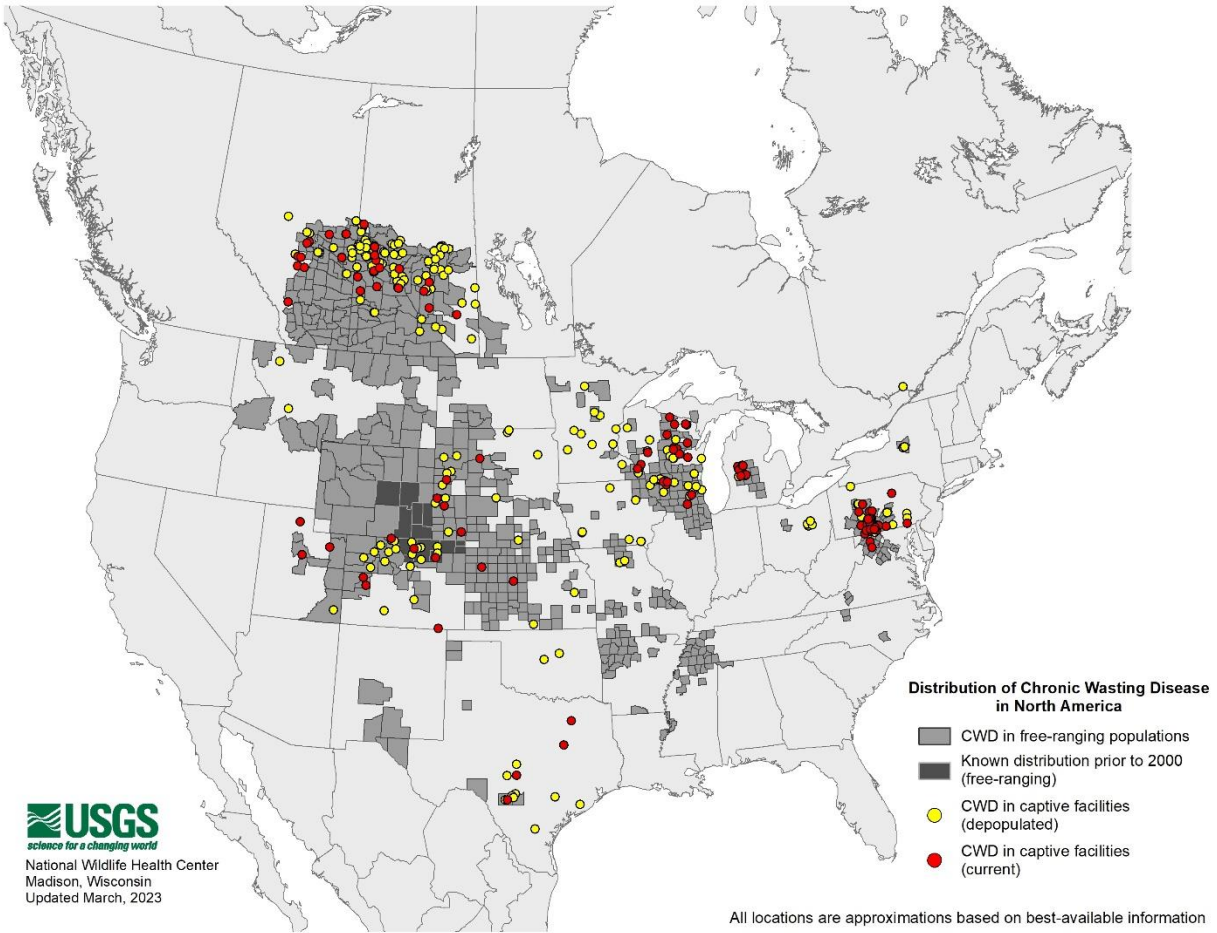 Distribution of Chronic Wasting Disease
in North America
CWD in free-ranging populations
Known distribution prior to 2000
(free-ranging)
CWD in captive facilities
(depopulated)
CWD in captive facilities
(current)
USGS
science for a changing world
National Wildlife Health Center
Madison, Wisconsin
Updated March, 2023
All locations are approximations based on best-available information